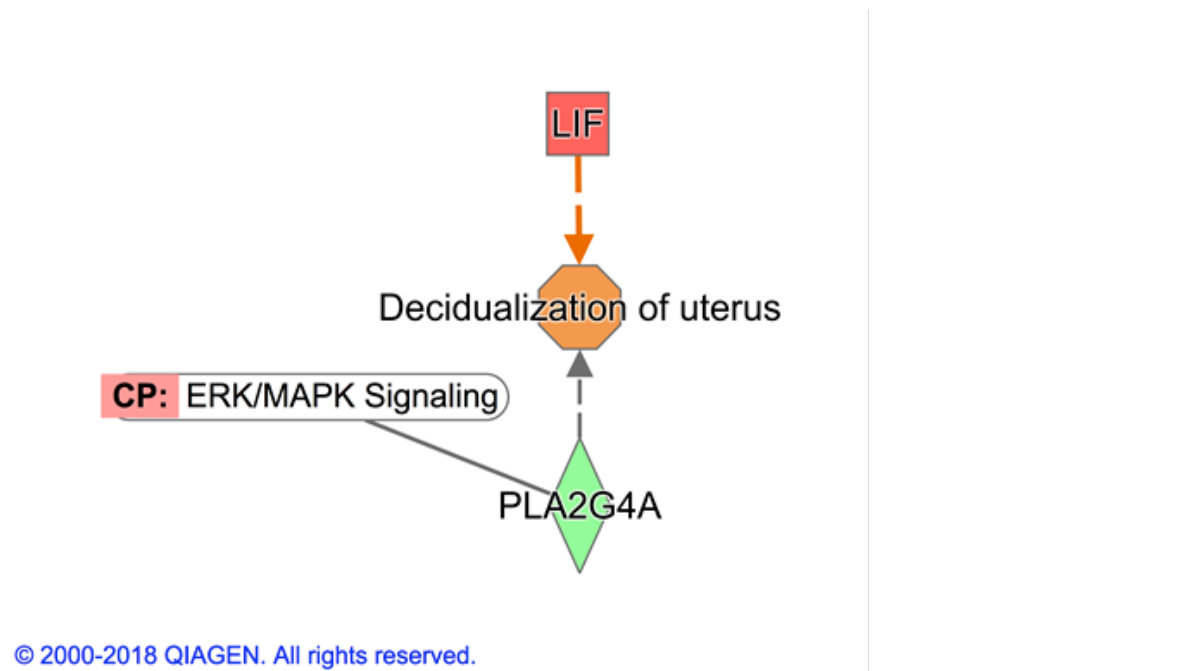 LIF
Decidualization of uterus
CP: ERK/MAPK Signaling
PLA2G4A
© 2000-2018 QIAGEN. All rights reserved.